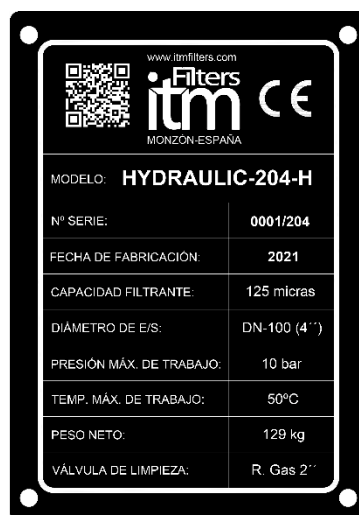 www.itmfilters.com
Filters
itm
CE
MONZÓN-ESPAÑA
MODELO: HYDRAULIC-204-H
Nº SERIE: 0001/204
FECHA DE FABRICACIÓN: 2021
CAPACIDAD FILTRANTE: 125 micras
DIÁMETRO DE E/S: DN-100 (4´´)
PRESIÓN MÁX. DE TRABAJO: 10 bar
TEMP. MÁX. DE TRABAJO: 50ºC
PESO NETO: 129 kg
VÁLVULA DE LIMPIEZA: R. Gas 2´´